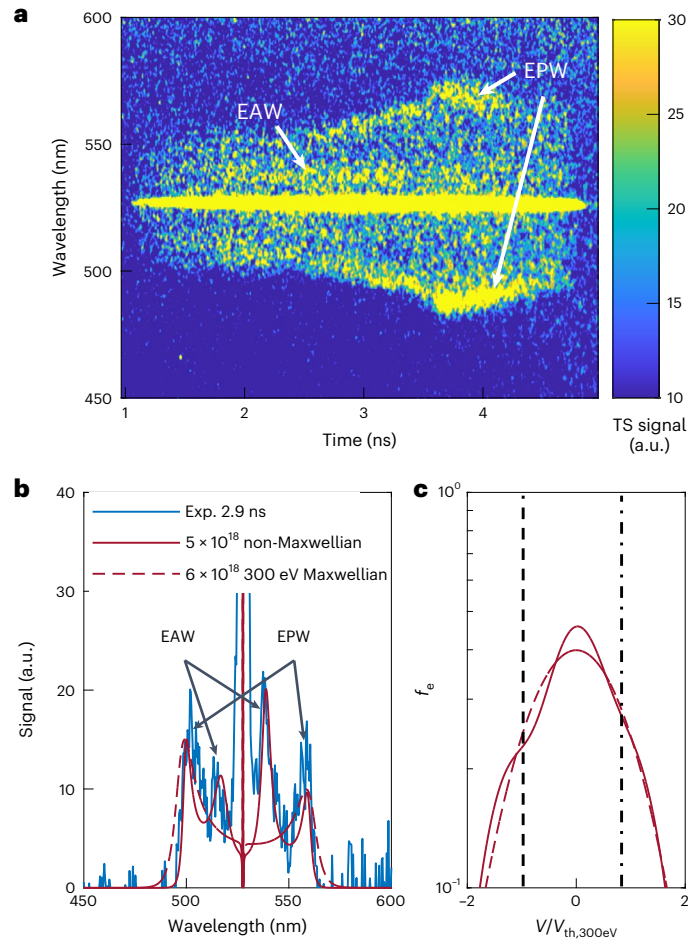 a
600
550
500
450
Wavelength (nm)
EAW
EPW
1
2
3
4
Time (ns)
30
25
20
15
10
TS signal
(a.u.)
b
40
30
20
10
0
Signal (a.u.)
Exp. 2.9 ns
5 × 10¹⁸ non-Maxwellian
6 × 10¹⁸ 300 eV Maxwellian
EAW
EPW
450
500
550
600
Wavelength (nm)
c
10⁰
10⁻¹
fₑ
−2
0
2
V/Vth,300eV